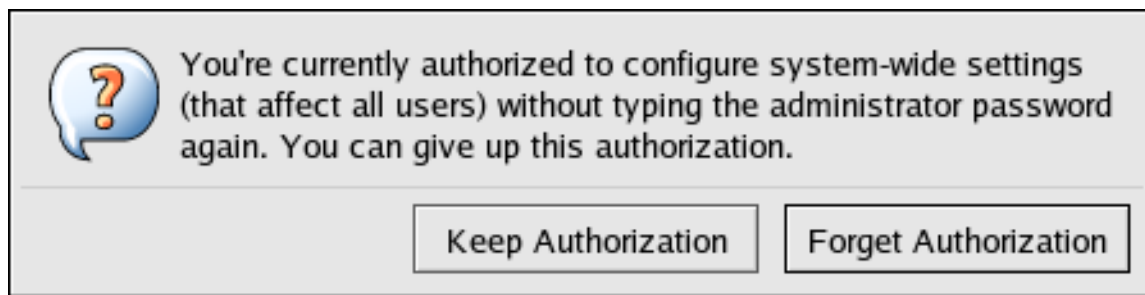 You're currently authorized to configure system-wide settings
(that affect all users) without typing the administrator password
again. You can give up this authorization.
Keep Authorization
Forget Authorization